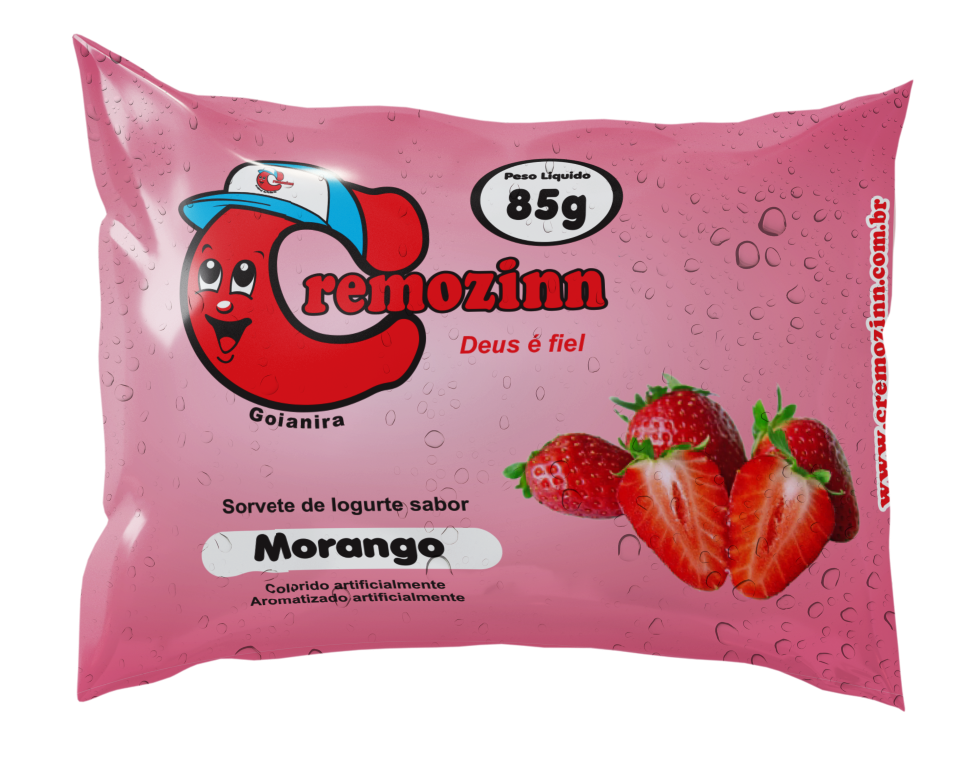 Peso Líquido
85g
Cremozinn
Deus é fiel
Goianira
www.cremozinn.com.br
Sorvete de Iogurte sabor
Morango
Colorido artificialmente
Aromatizado artificialmente